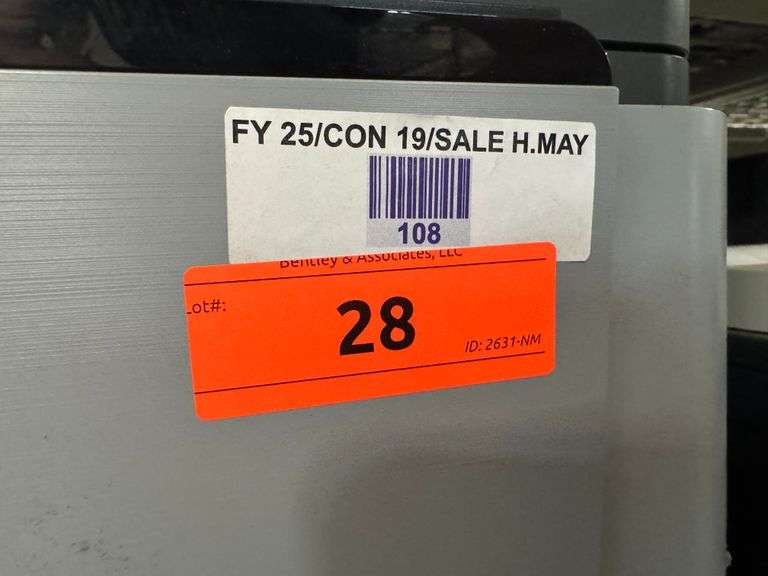 FY 25/CON 19/SALE H.MAY
108
Bentley & Associates, LLC
Lot#:
28
ID: 2631-NM